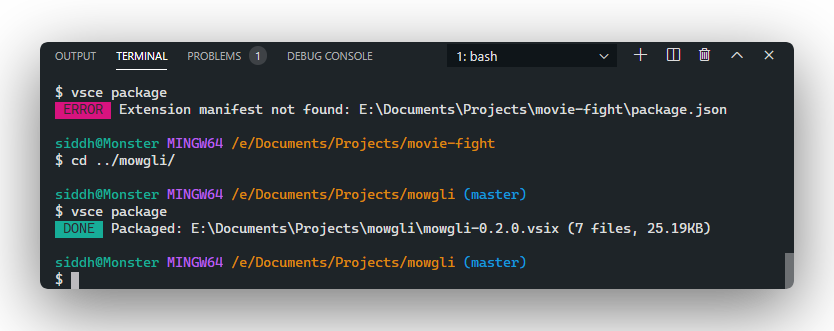 OUTPUT TERMINAL PROBLEMS 1 DEBUG CONSOLE 1: bash
$ vsce package
ERROR Extension manifest not found: E:\Documents\Projects\movie-fight\package.json
siddh@Monster MINGW64 /e/Documents/Projects/movie-fight
$ cd ../mowgli/
siddh@Monster MINGW64 /e/Documents/Projects/mowgli (master)
$ vsce package
DONE Packaged: E:\Documents\Projects\mowgli\mowgli-0.2.0.vsix (7 files, 25.19KB)
siddh@Monster MINGW64 /e/Documents/Projects/mowgli (master)
$